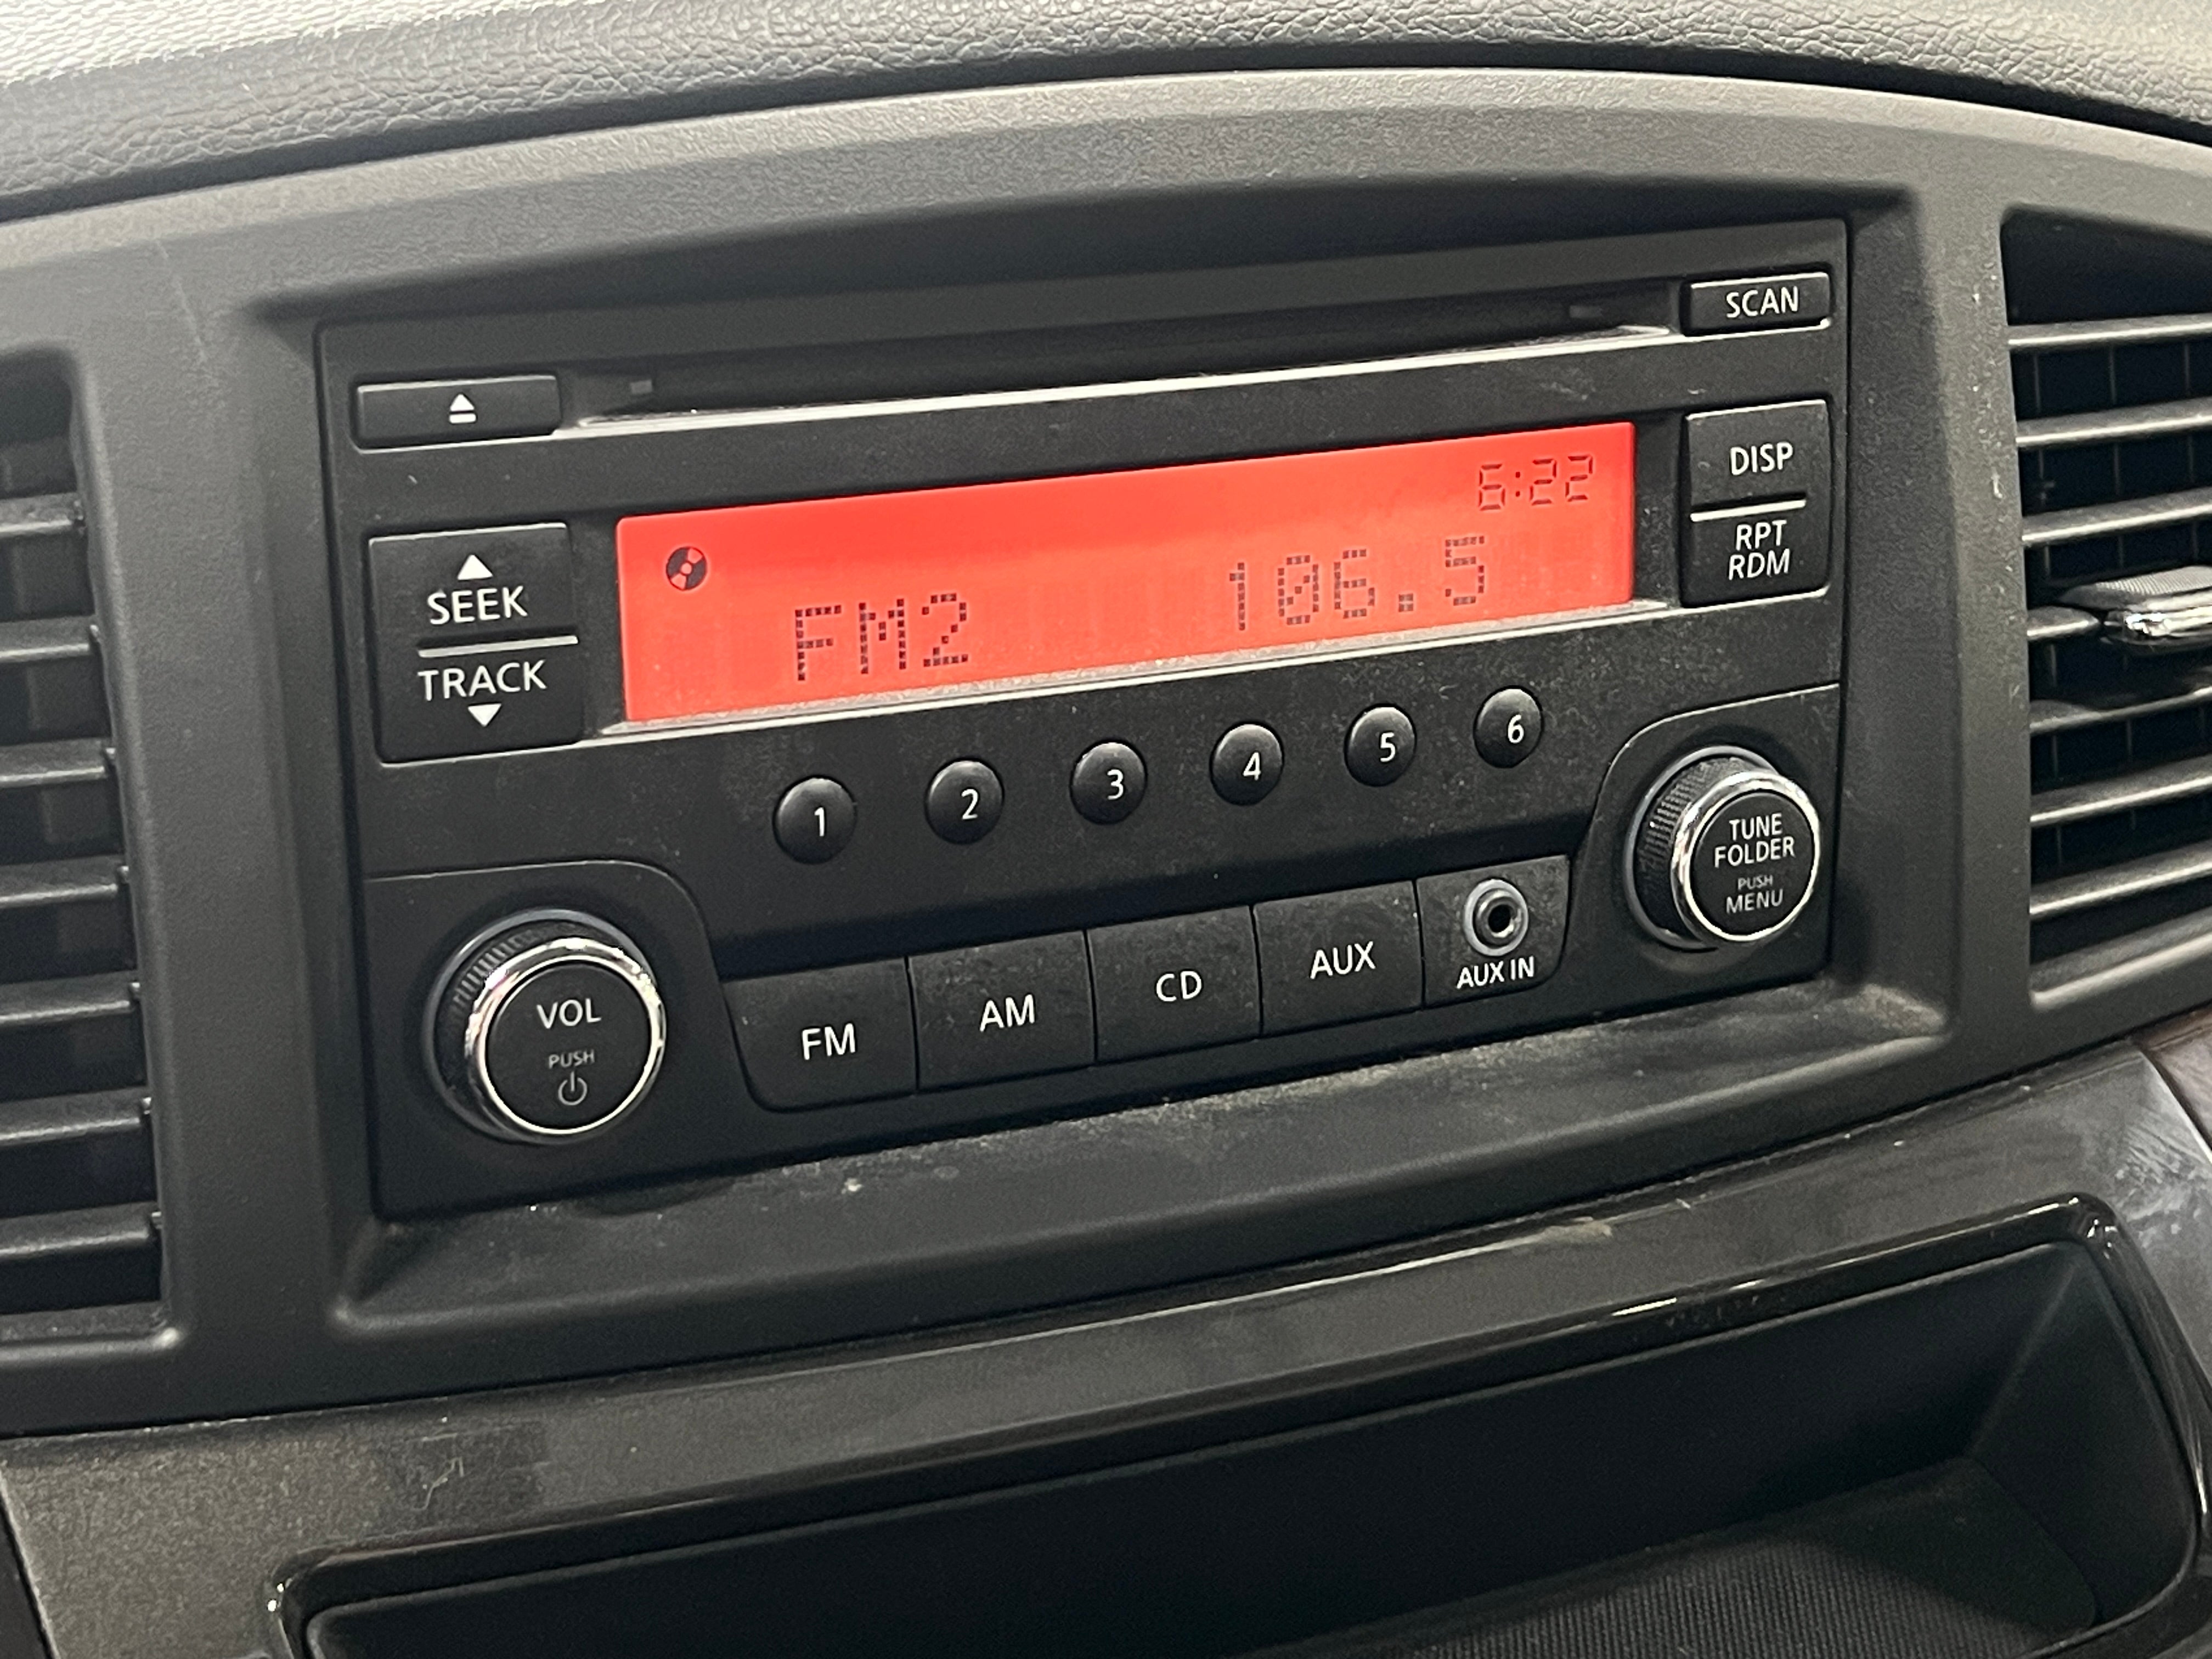 SCAN
6:22
DISP
FM2 106.5
RPT
RDM
SEEK
TRACK
1 2 3 4 5 6
TUNE
FOLDER
PUSH
MENU
VOL
PUSH
FM AM CD AUX AUX IN